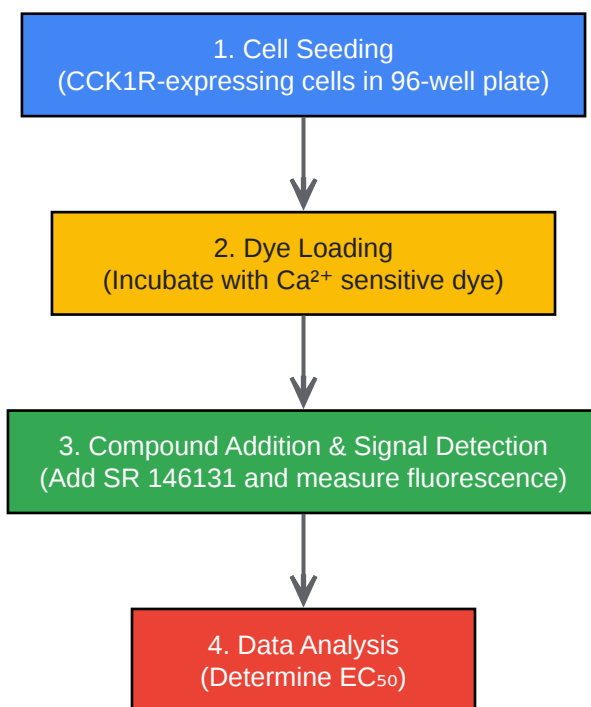 1. Cell Seeding
(CCK1R-expressing cells in 96-well plate)
2. Dye Loading
(Incubate with Ca²⁺ sensitive dye)
3. Compound Addition & Signal Detection
(Add SR 146131 and measure fluorescence)
4. Data Analysis
(Determine EC₅₀)